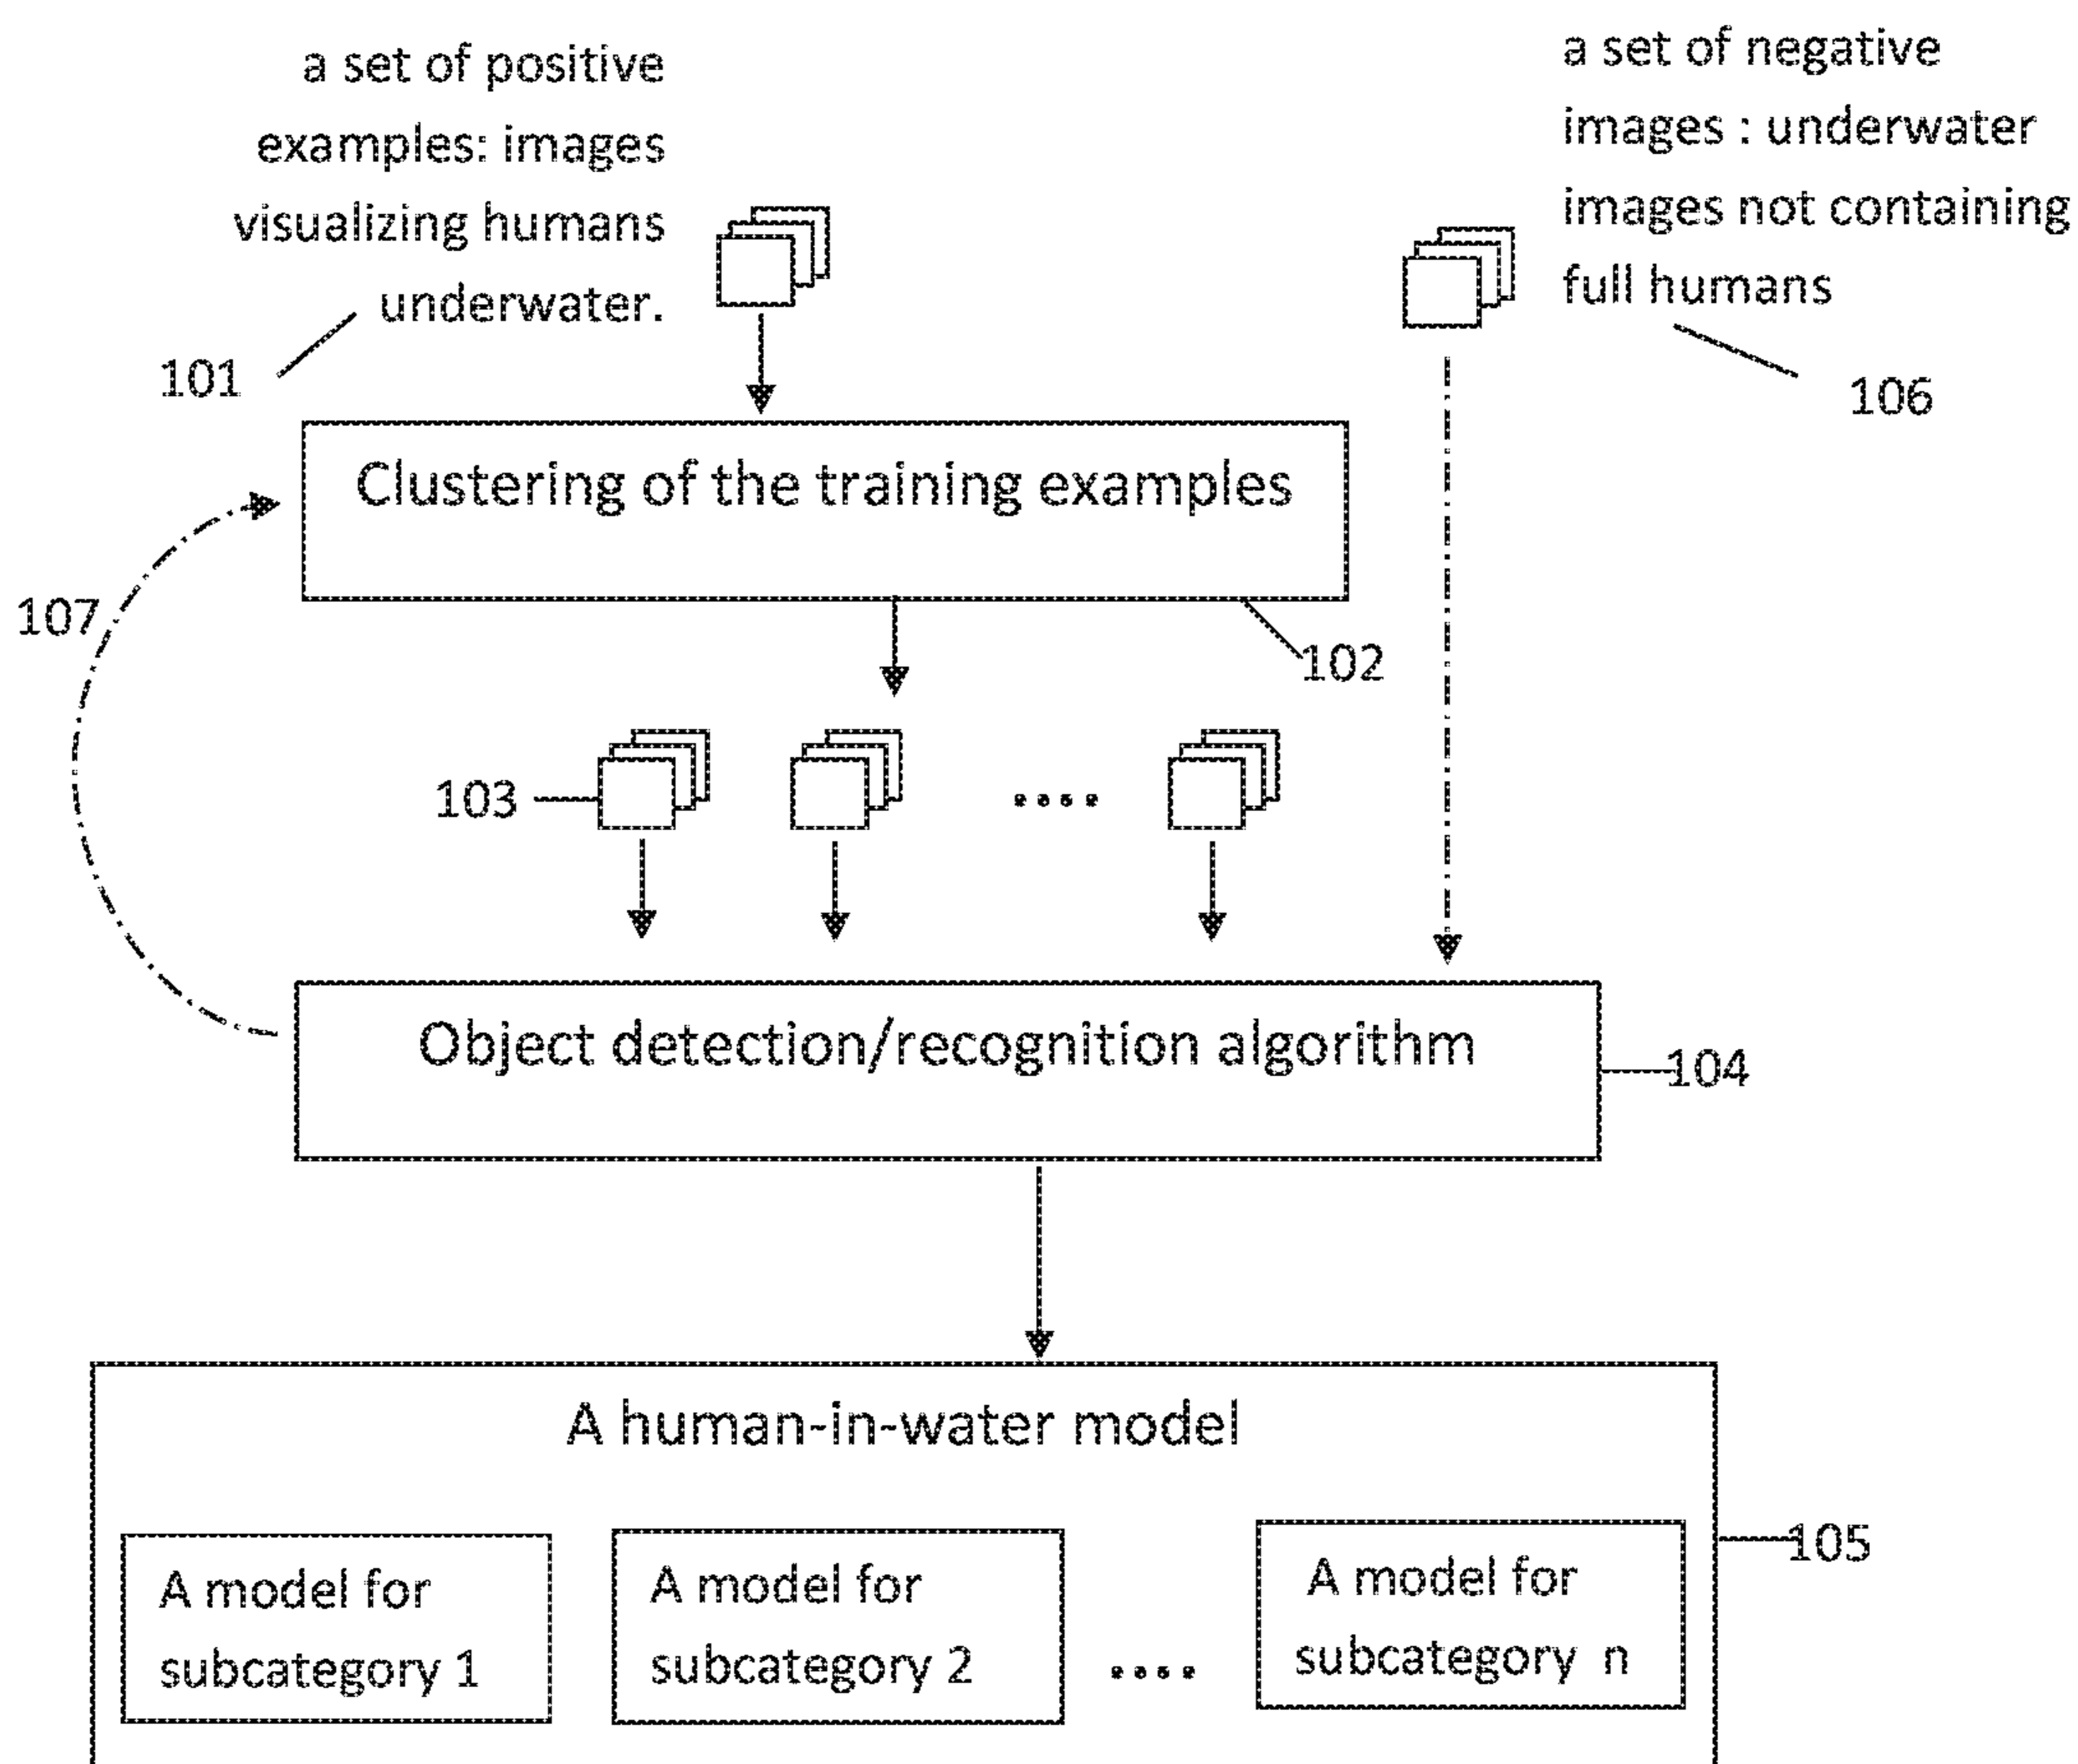 a set of positive
examples: images
visualizing humans
underwater.
101
a set of negative
images : underwater
images not containing
full humans
106
Clustering of the training examples
107
102
103
....
Object detection/recognition algorithm
104
A human-in-water model
105
A model for
subcategory 1
A model for
subcategory 2
....
A model for
subcategory n